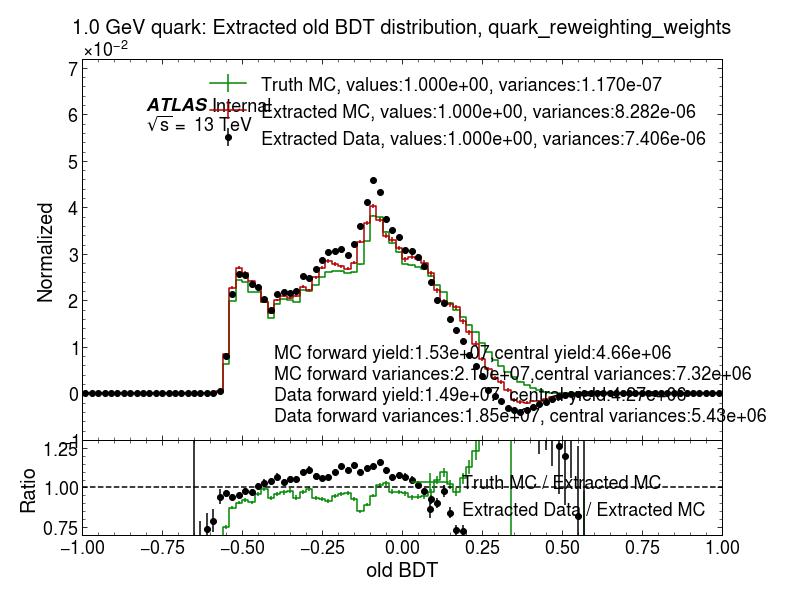 1.0 GeV quark: Extracted old BDT distribution, quark_reweighting_weights
×10⁻²
Truth MC, values:1.000e+00, variances:1.170e-07
ATLAS Internal
Extracted MC, values:1.000e+00, variances:8.282e-06
√s = 13 TeV
Extracted Data, values:1.000e+00, variances:7.406e-06
7
6
5
4
3
2
1
0
1
Normalized
MC forward yield:1.53e+07,central yield:4.66e+06
MC forward variances:2.10e+07,central variances:7.32e+06
Data forward yield:1.49e+07, central yield:4.27e+06
Data forward variances:1.85e+07, central variances:5.43e+06
1.25
1.00
0.75
Ratio
Truth MC / Extracted MC
Extracted Data / Extracted MC
−1.00 −0.75 −0.50 −0.25 0.00 0.25 0.50 0.75 1.00
old BDT